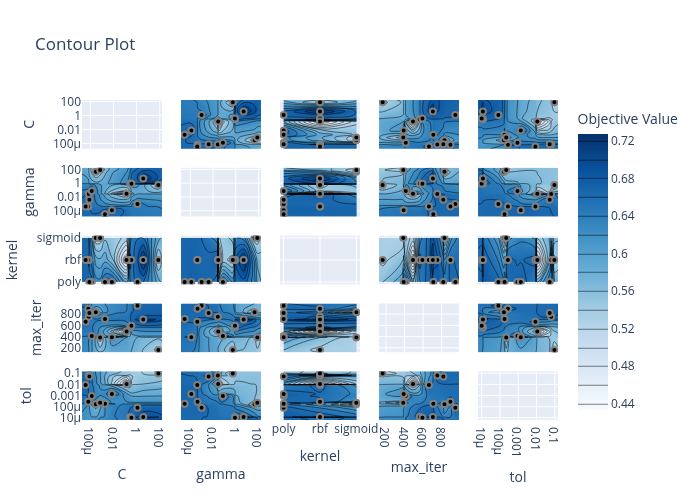 Contour Plot
Objective Value
C
100
1
0.01
100μ
gamma
100
1
0.01
100μ
kernel
sigmoid
rbf
poly
max_iter
800
600
400
200
tol
0.1
0.01
0.001
100μ
10μ
0.72
0.68
0.64
0.6
0.56
0.52
0.48
0.44
100μ
0.01
1
100
100μ
0.01
1
100
poly
rbf
sigmoid
200
400
600
800
10μ
100μ
0.001
0.01
0.1
C
gamma
kernel
max_iter
tol